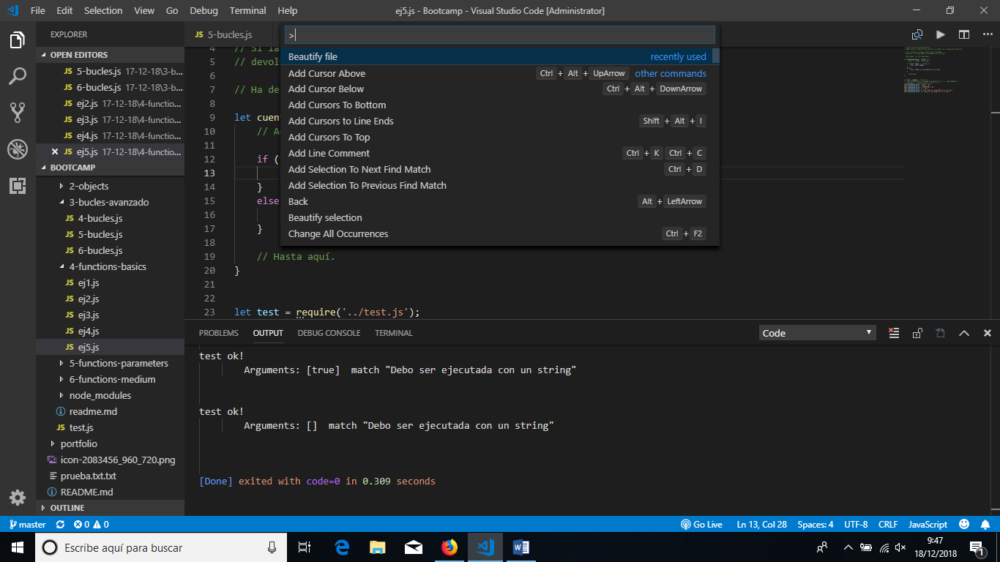 File Edit Selection View Go Debug Terminal Help
ej5.js - Bootcamp - Visual Studio Code [Administrator]
EXPLORER
OPEN EDITORS
JS 5-bucles.js 17-12-18\3-b...
JS 6-bucles.js 17-12-18\3-b...
JS ej2.js 17-12-18\4-functio...
JS ej3.js 17-12-18\4-functio...
JS ej4.js 17-12-18\4-functio...
JS ej5.js 17-12-18\4-functio...
BOOTCAMP
2-objects
3-bucles-avanzado
JS 4-bucles.js
JS 5-bucles.js
JS 6-bucles.js
4-functions-basics
JS ej1.js
JS ej2.js
JS ej3.js
JS ej4.js
JS ej5.js
5-functions-parameters
6-functions-medium
node_modules
readme.md
JS test.js
portfolio
icon-2083456_960_720.png
prueba.txt.txt
README.md
OUTLINE
JS 5-bucles.js
>
Beautify file recently used
Add Cursor Above Ctrl + Alt + UpArrow other commands
Add Cursor Below Ctrl + Alt + DownArrow
Add Cursors To Bottom
Add Cursors to Line Ends Shift + Alt + I
Add Cursors To Top
Add Line Comment Ctrl + K Ctrl + C
Add Selection To Next Find Match Ctrl + D
Add Selection To Previous Find Match
Back Alt + LeftArrow
Beautify selection
Change All Occurrences Ctrl + F2
4 // Si la
5 // devol
6
7 // Ha de
8
9 let cuen
10 // A
11
12 if (
13
14 }
15 else
16
17 }
18
19 // Hasta aquí.
20 }
21
22
23 let test = require('../test.js');
PROBLEMS OUTPUT DEBUG CONSOLE TERMINAL
Code
test ok!
Arguments: [true] match "Debo ser ejecutada con un string"
test ok!
Arguments: [] match "Debo ser ejecutada con un string"
[Done] exited with code=0 in 0.309 seconds
master 0 0
Go Live Ln 13, Col 28 Spaces: 4 UTF-8 CRLF JavaScript
Escribe aquí para buscar
9:47
18/12/2018
1